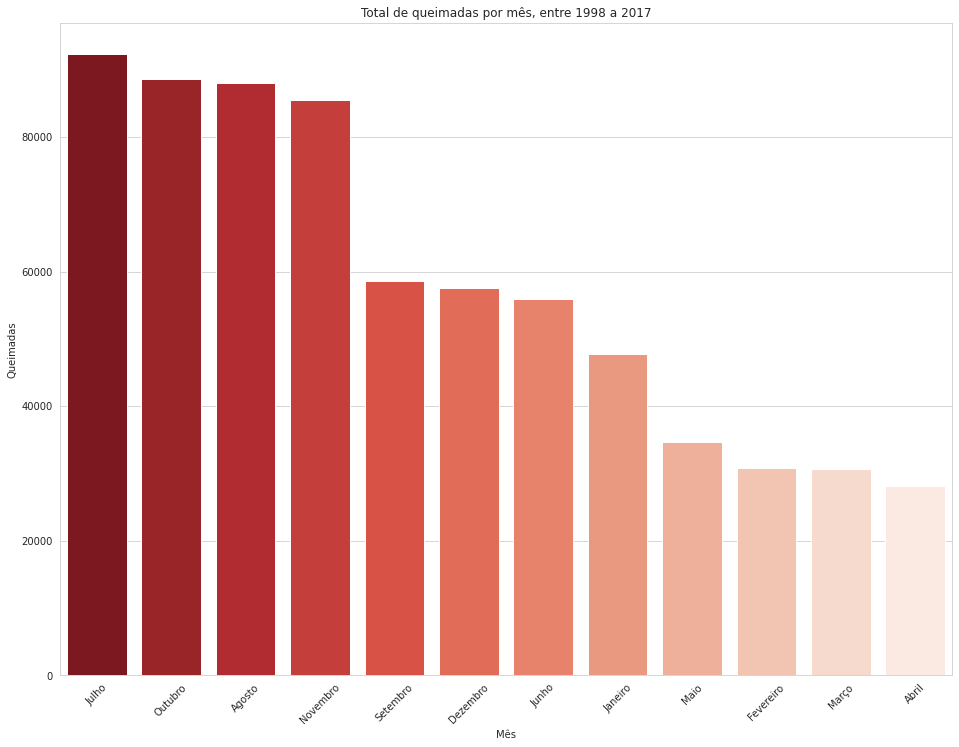 Total de queimadas por mês, entre 1998 a 2017
Queimadas
80000
60000
40000
20000
0
Julho
Outubro
Agosto
Novembro
Setembro
Dezembro
Junho
Janeiro
Maio
Fevereiro
Março
Abril
Mês